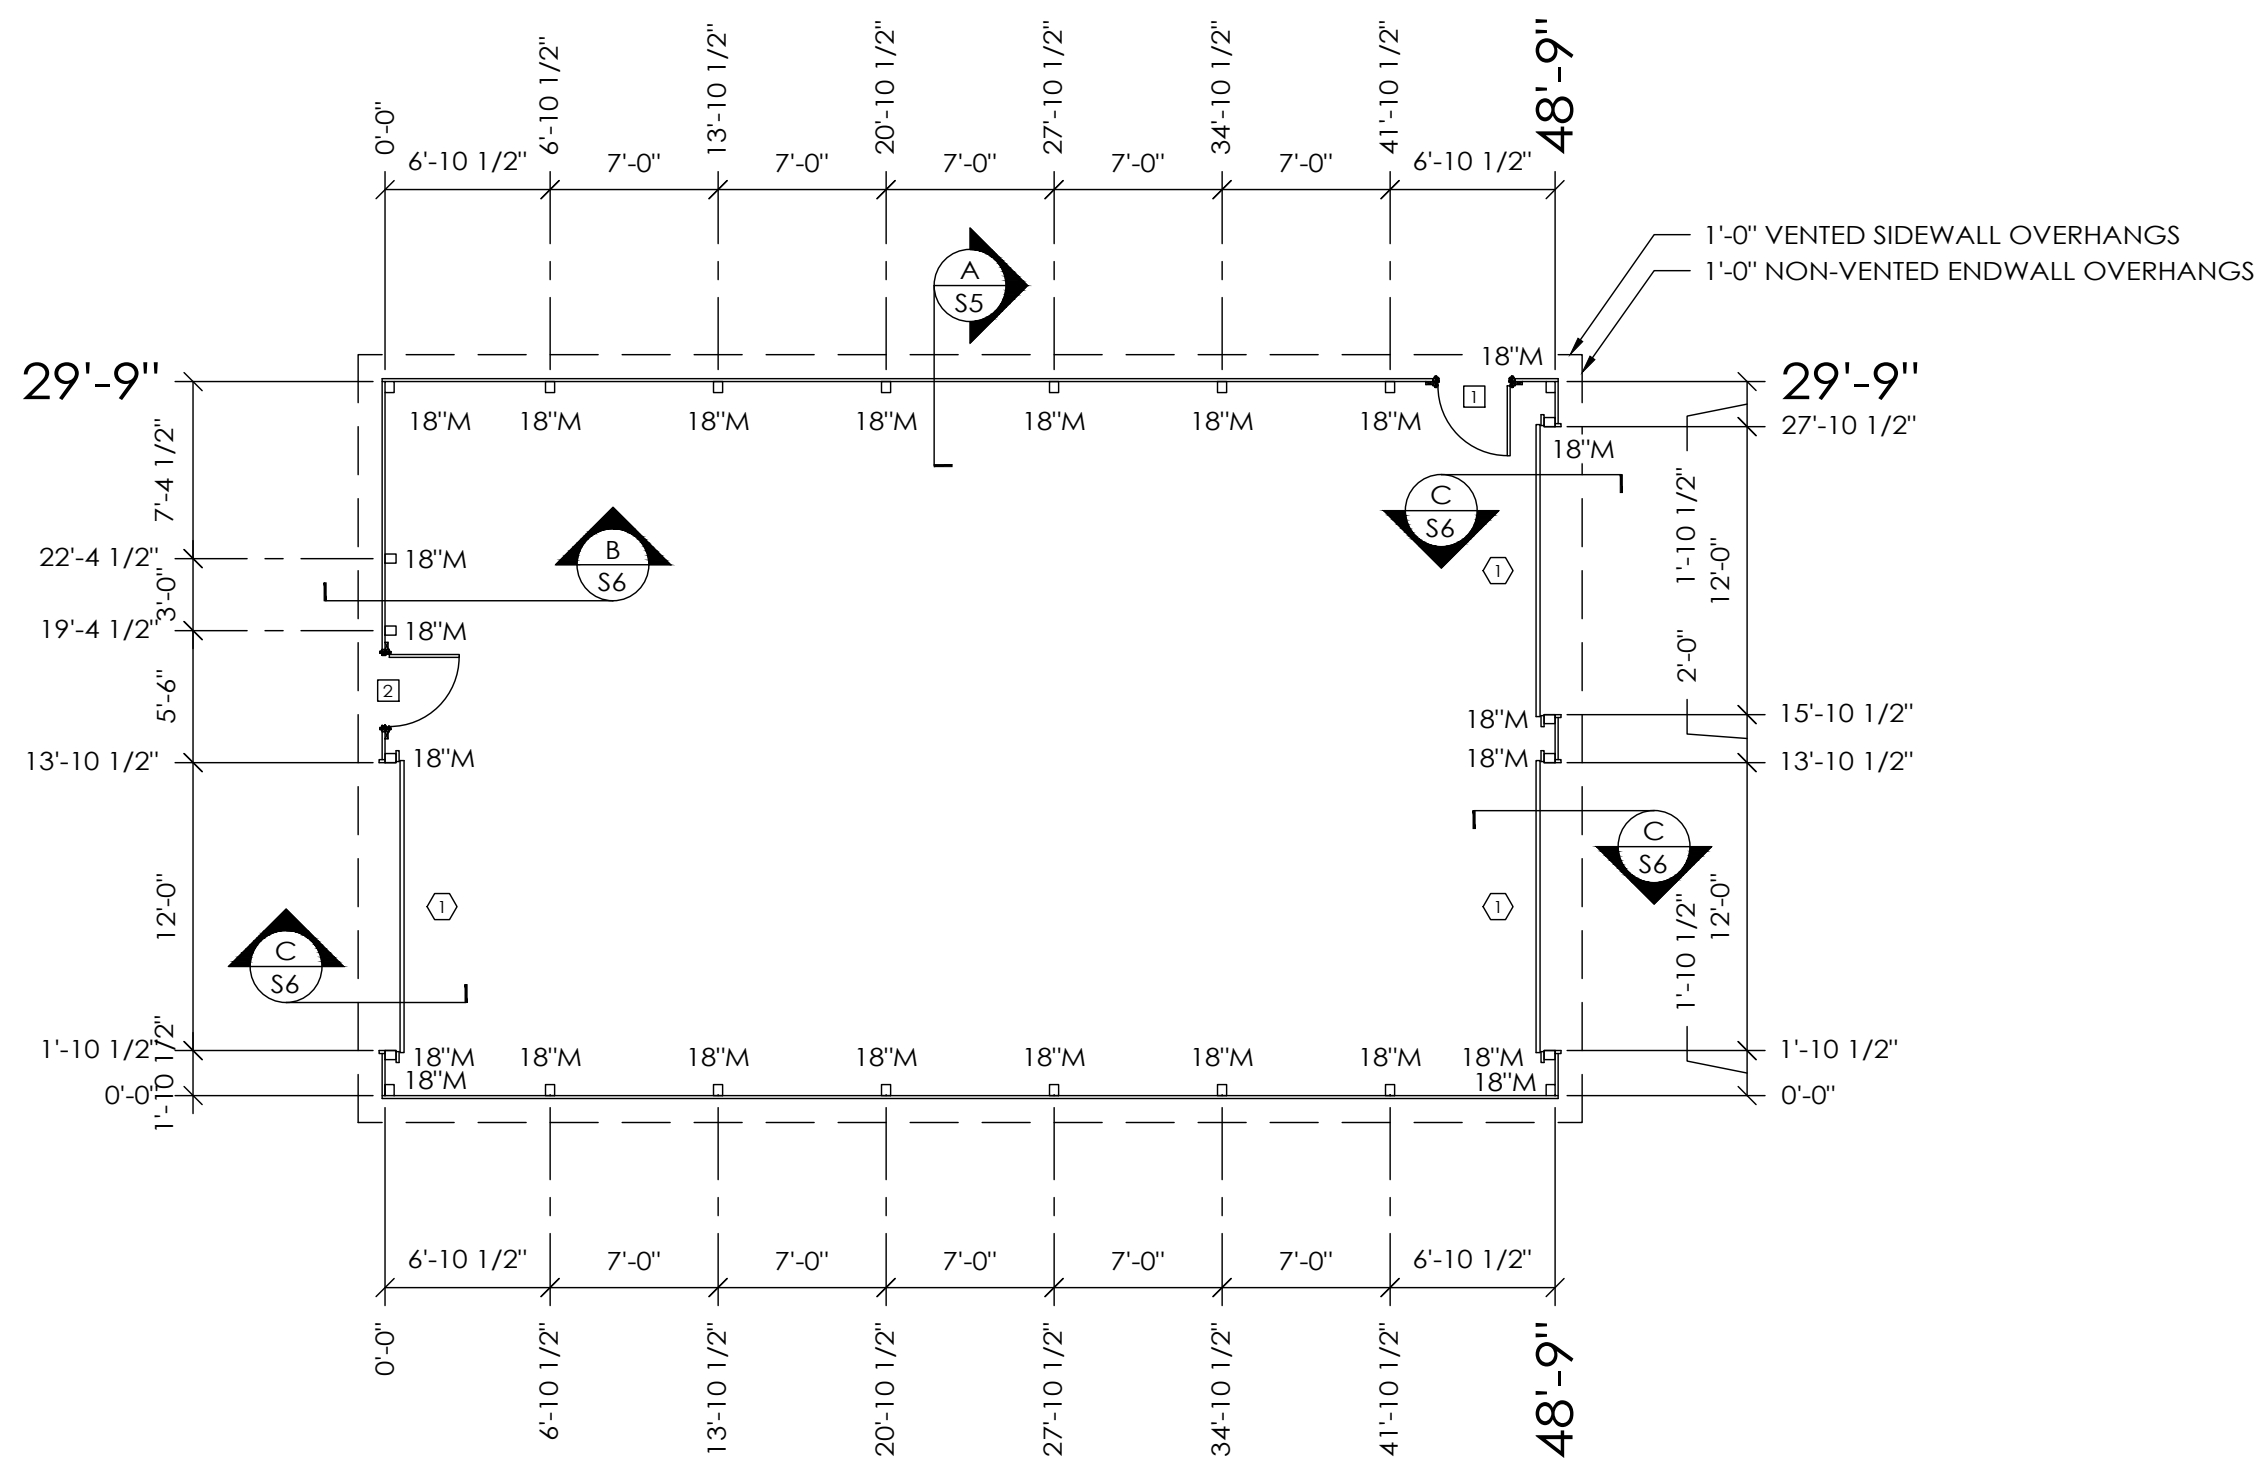 0'-0"
6'-10 1/2"
13'-10 1/2"
20'-10 1/2"
27'-10 1/2"
34'-10 1/2"
41'-10 1/2"
48'-9"
6'-10 1/2"
7'-0"
7'-0"
7'-0"
7'-0"
7'-0"
6'-10 1/2"
1'-0" VENTED SIDEWALL OVERHANGS
1'-0" NON-VENTED ENDWALL OVERHANGS
A
S5
18"M
29'-9"
29'-9"
1
18"M
18"M
18"M
18"M
18"M
18"M
18"M
27'-10 1/2"
18"M
7'-4 1/2"
1'-10 1/2"
C
S6
B
S6
22'-4 1/2"
18"M
1
12'-0"
3'-0"
19'-4 1/2"
18"M
2'-0"
5'-6"
2
18"M
15'-10 1/2"
13'-10 1/2"
18"M
18"M
13'-10 1/2"
C
S6
12'-0"
1
1
12'-0"
1'-10 1/2"
C
S6
1'-10 1/2"
18"M
18"M
18"M
18"M
18"M
18"M
18"M
18"M
1'-10 1/2"
18"M
18"M
0'-0"
1'-10 1/2"
0'-0"
6'-10 1/2"
7'-0"
7'-0"
7'-0"
7'-0"
7'-0"
6'-10 1/2"
0'-0"
6'-10 1/2"
13'-10 1/2"
20'-10 1/2"
27'-10 1/2"
34'-10 1/2"
41'-10 1/2"
48'-9"